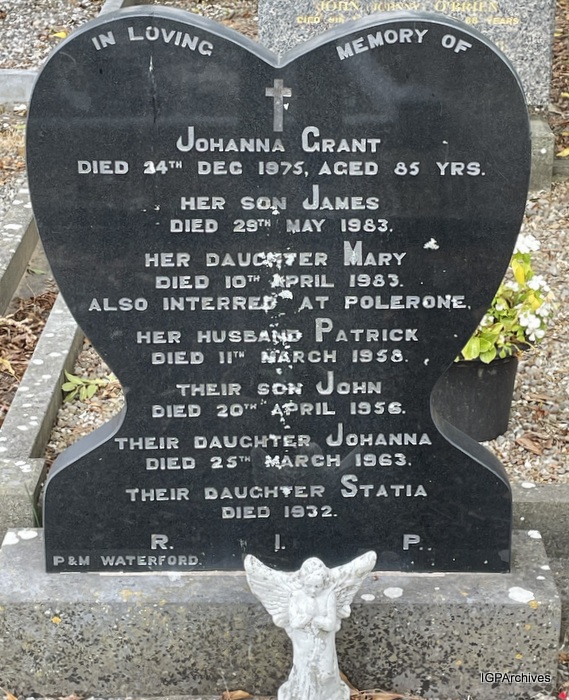 JOHN (JOHNNY) O'BRIEN
IN LOVING MEMORY OF
JOHANNA GRANT
DIED 24TH DEC 1975, AGED 85 YRS.
HER SON JAMES
DIED 29TH MAY 1983.
HER DAUGHTER MARY
DIED 10TH APRIL 1983.
ALSO INTERRED AT POLERONE,
HER HUSBAND PATRICK
DIED 11TH MARCH 1958.
THEIR SON JOHN
DIED 20TH APRIL 1956.
THEIR DAUGHTER JOHANNA
DIED 25TH MARCH 1963.
THEIR DAUGHTER STATIA
DIED 1932.
R. I. P.
P&M WATERFORD.
IGPArchives